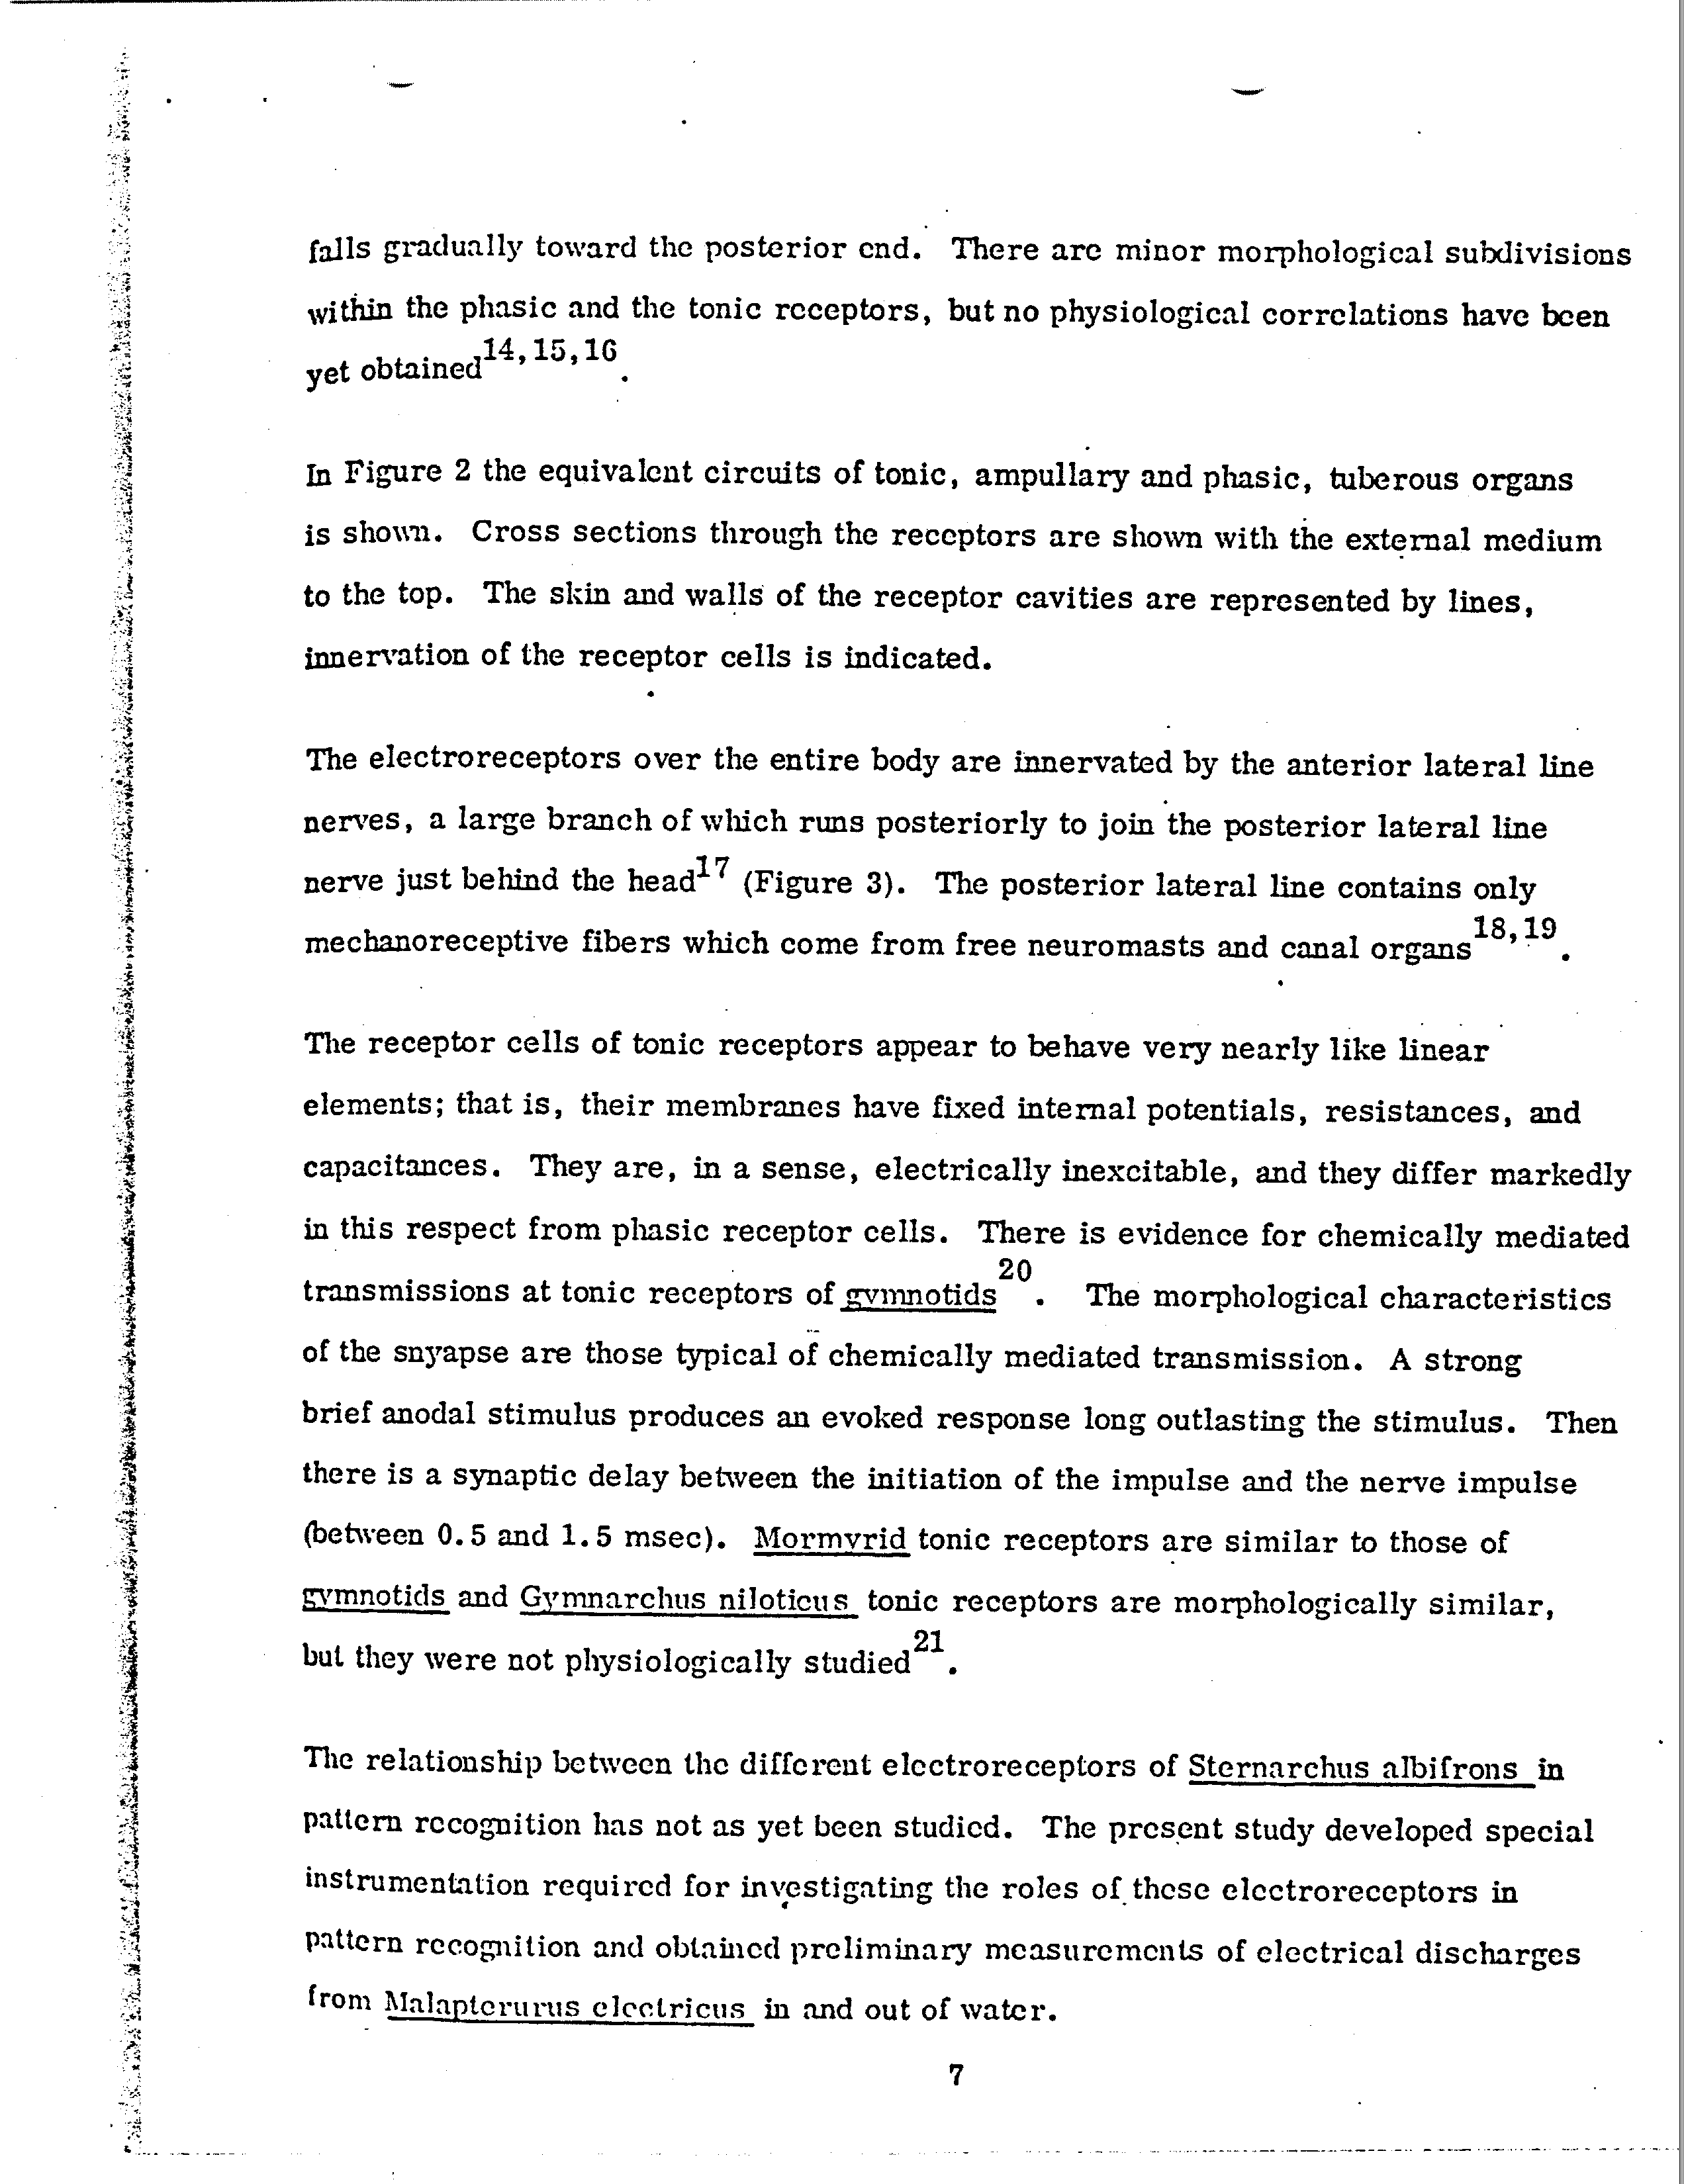 falls gradually toward the posterior end. There are minor morphological subdivisions
within the phasic and the tonic receptors, but no physiological correlations have been
yet obtained14,15,16.
In Figure 2 the equivalent circuits of tonic, ampullary and phasic, tuberous organs
is shown. Cross sections through the receptors are shown with the external medium
to the top. The skin and walls of the receptor cavities are represented by lines,
innervation of the receptor cells is indicated.
The electroreceptors over the entire body are innervated by the anterior lateral line
nerves, a large branch of which runs posteriorly to join the posterior lateral line
nerve just behind the head17 (Figure 3). The posterior lateral line contains only
mechanoreceptive fibers which come from free neuromasts and canal organs18,19.
The receptor cells of tonic receptors appear to behave very nearly like linear
elements; that is, their membranes have fixed internal potentials, resistances, and
capacitances. They are, in a sense, electrically inexcitable, and they differ markedly
in this respect from phasic receptor cells. There is evidence for chemically mediated
transmissions at tonic receptors of gymnotids20. The morphological characteristics
of the snyapse are those typical of chemically mediated transmission. A strong
brief anodal stimulus produces an evoked response long outlasting the stimulus. Then
there is a synaptic delay between the initiation of the impulse and the nerve impulse
(between 0.5 and 1.5 msec). Mormyrid tonic receptors are similar to those of
gymnotids and Gymnarchus niloticus tonic receptors are morphologically similar,
but they were not physiologically studied21.
The relationship between the different electroreceptors of Sternarchus albifrons in
pattern recognition has not as yet been studied. The present study developed special
instrumentation required for investigating the roles of these electroreceptors in
pattern recognition and obtained preliminary measurements of electrical discharges
from Malapterurus electricus in and out of water.
7